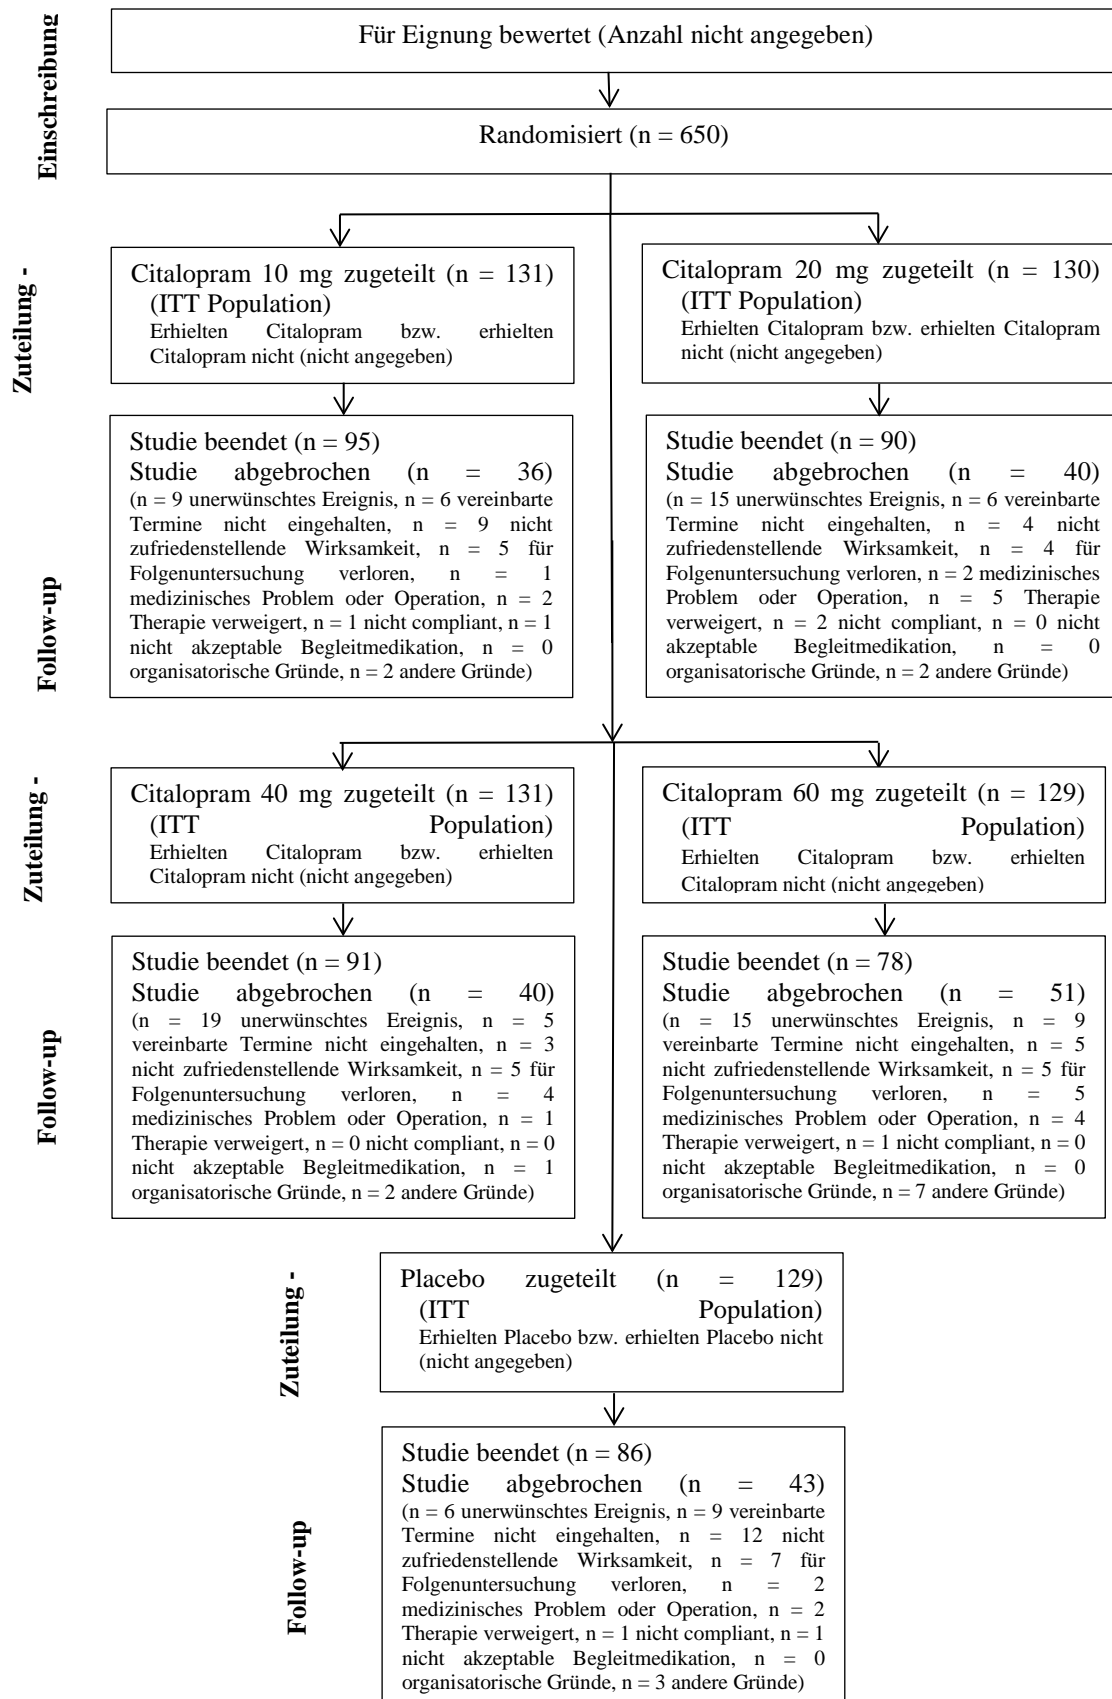 Einschreibung
Für Eignung bewertet (Anzahl nicht angegeben)
Randomisiert (n = 650)
Zuteilung -
Citalopram 10 mg zugeteilt (n = 131)
(ITT Population)
Erhielten Citalopram bzw. erhielten
Citalopram nicht (nicht angegeben)
Citalopram 20 mg zugeteilt (n = 130)
(ITT Population)
Erhielten Citalopram bzw. erhielten Citalopram
nicht (nicht angegeben)
Follow-up
Studie beendet (n = 95)
Studie abgebrochen (n = 36)
(n = 9 unerwünschtes Ereignis, n = 6 vereinbarte
Termine nicht eingehalten, n = 9 nicht
zufriedenstellende Wirksamkeit, n = 5 für
Folgenuntersuchung verloren, n = 1
medizinisches Problem oder Operation, n = 2
Therapie verweigert, n = 1 nicht compliant, n = 1
nicht akzeptable Begleitmedikation, n = 0
organisatorische Gründe, n = 2 andere Gründe)
Studie beendet (n = 90)
Studie abgebrochen (n = 40)
(n = 15 unerwünschtes Ereignis, n = 6 vereinbarte
Termine nicht eingehalten, n = 4 nicht
zufriedenstellende Wirksamkeit, n = 4 für
Folgenuntersuchung verloren, n = 2 medizinisches
Problem oder Operation, n = 5 Therapie
verweigert, n = 2 nicht compliant, n = 0 nicht
akzeptable Begleitmedikation, n = 0
organisatorische Gründe, n = 2 andere Gründe)
Zuteilung -
Citalopram 40 mg zugeteilt (n = 131)
(ITT Population)
Erhielten Citalopram bzw. erhielten
Citalopram nicht (nicht angegeben)
Citalopram 60 mg zugeteilt (n = 129)
(ITT Population)
Erhielten Citalopram bzw. erhielten
Citalopram nicht (nicht angegeben)
Follow-up
Studie beendet (n = 91)
Studie abgebrochen (n = 40)
(n = 19 unerwünschtes Ereignis, n = 5
vereinbarte Termine nicht eingehalten, n = 3
nicht zufriedenstellende Wirksamkeit, n = 5 für
Folgenuntersuchung verloren, n = 4
medizinisches Problem oder Operation, n = 1
Therapie verweigert, n = 0 nicht compliant, n = 0
nicht akzeptable Begleitmedikation, n = 1
organisatorische Gründe, n = 2 andere Gründe)
Studie beendet (n = 78)
Studie abgebrochen (n = 51)
(n = 15 unerwünschtes Ereignis, n = 9
vereinbarte Termine nicht eingehalten, n = 5
nicht zufriedenstellende Wirksamkeit, n = 5 für
Folgenuntersuchung verloren, n = 5
medizinisches Problem oder Operation, n = 4
Therapie verweigert, n = 1 nicht compliant, n = 0
nicht akzeptable Begleitmedikation, n = 0
organisatorische Gründe, n = 7 andere Gründe)
Zuteilung -
Placebo zugeteilt (n = 129)
(ITT Population)
Erhielten Placebo bzw. erhielten Placebo nicht
(nicht angegeben)
Follow-up
Studie beendet (n = 86)
Studie abgebrochen (n = 43)
(n = 6 unerwünschtes Ereignis, n = 9 vereinbarte
Termine nicht eingehalten, n = 12 nicht
zufriedenstellende Wirksamkeit, n = 7 für
Folgenuntersuchung verloren, n = 2
medizinisches Problem oder Operation, n = 2
Therapie verweigert, n = 1 nicht compliant, n = 1
nicht akzeptable Begleitmedikation, n = 0
organisatorische Gründe, n = 3 andere Gründe)